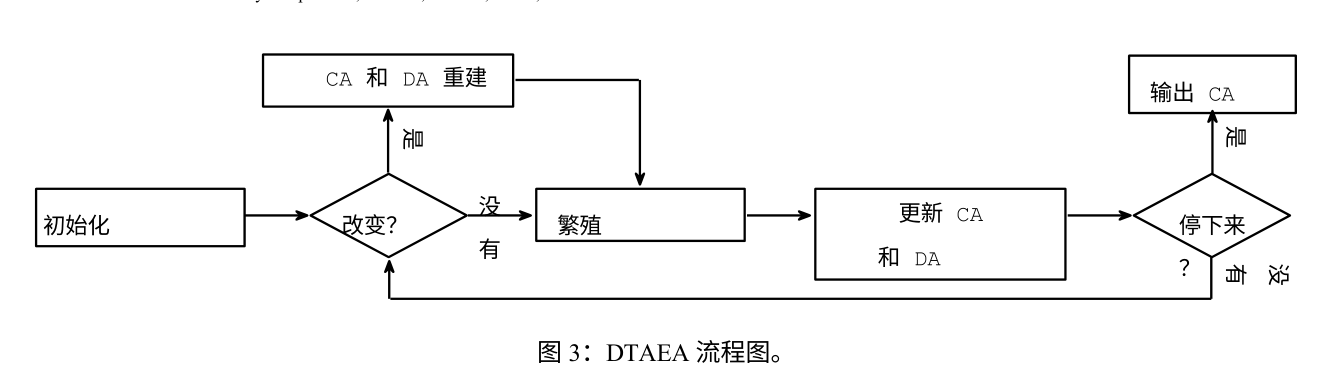 CA 和 DA 重建
输出 CA
是
是
初始化
改变?
没
有
繁殖
更新 CA
和 DA
停下来
?
没
有
图 3：DTAEA 流程图。